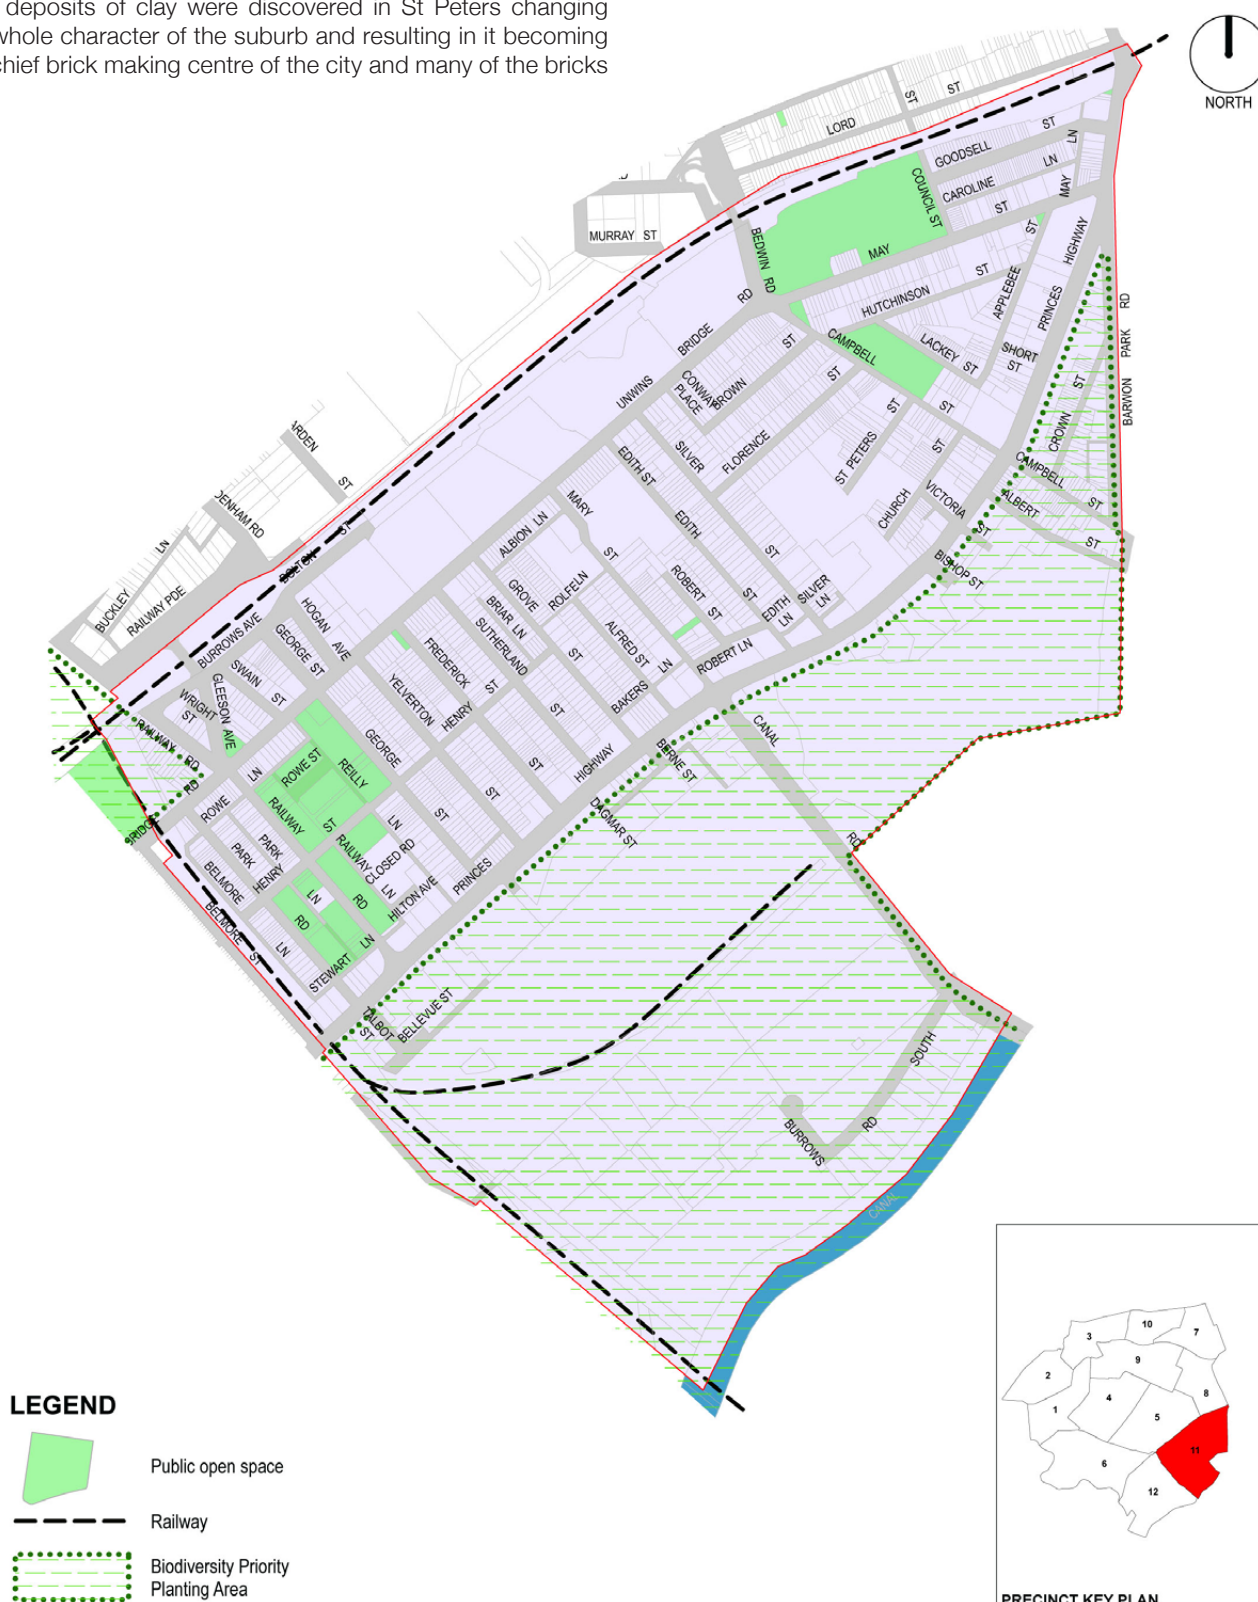 deposits of clay were discovered in St Peters changing
whole character of the suburb and resulting in it becoming
chief brick making centre of the city and many of the bricks
NORTH
ST
ST
LORD
GOODSELL
ST
LN
CAROLINE
LN
COUNCIL ST
MAY
ST
MURRAY ST
BEDWIN RD
MAY
ST
HIGHWAY
HUTCHINSON
ST
APPLEBEE
PRINCES
BARWON PARK RD
RD
BRIDGE
UNWINS
CAMPBELL
LACKEY ST
SHORT
ST
ST
CONWAY
PLACE
BROWN
ST
ST
ST
CROWN
ST
SILVER
FLORENCE
ST PETERS
ST
CAMPBELL
ST
EDITH ST
CHURCH
VICTORIA
ST
ALBERT
ST
ARDEN
ST
DENHAM RD
MARY
ST
EDITH
ST
ST
BISHOP ST
ALBION LN
BOLTON
ST
BUCKLEY
LN
RAILWAY PDE
GROVE
ROLFE LN
BRIAR LN
ST
ROBERT
ST
EDITH
LN
SILVER
LN
BURROWS AVE
HOGAN AVE
GEORGE ST
FREDERICK
ST
SUTHERLAND
ST
ALFRED ST
LN
ROBERT LN
SWAIN
ST
WRIGHT
ST
GLEESON AVE
YELVERTON
HENRY
BAKERS
RAILWAY
RD
RD
BRIDGE
GEORGE
ST
HIGHWAY
BERNE ST
CANAL
RD
LN
ROWE ST
REILLY
ST
ROWE
RAILWAY
ST
LN
RAILWAY
CLOSED RD
LN
DAGMAR ST
PARK
PARK
HENRY
BELMORE
BELMORE
ST
LN
RD
RD
HILTON AVE
PRINCES
LN
STEWART
LN
TALBOT
ST
BELLEVUE ST
SOUTH
BURROWS
RD
CANAL
LEGEND
Public open space
Railway
Biodiversity Priority
Planting Area
10
3
7
9
2
8
4
1
5
11
6
12
PRECINCT KEY PLAN